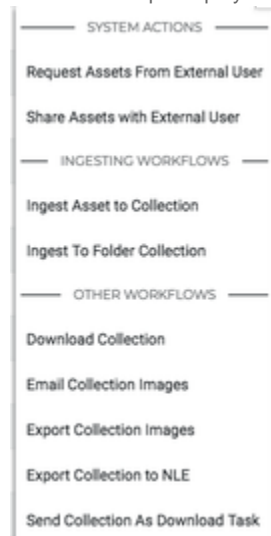 SYSTEM ACTIONS
Request Assets From External User
Share Assets with External User
INGESTING WORKFLOWS
Ingest Asset to Collection
Ingest To Folder Collection
OTHER WORKFLOWS
Download Collection
Email Collection Images
Export Collection Images
Export Collection to NLE
Send Collection As Download Task